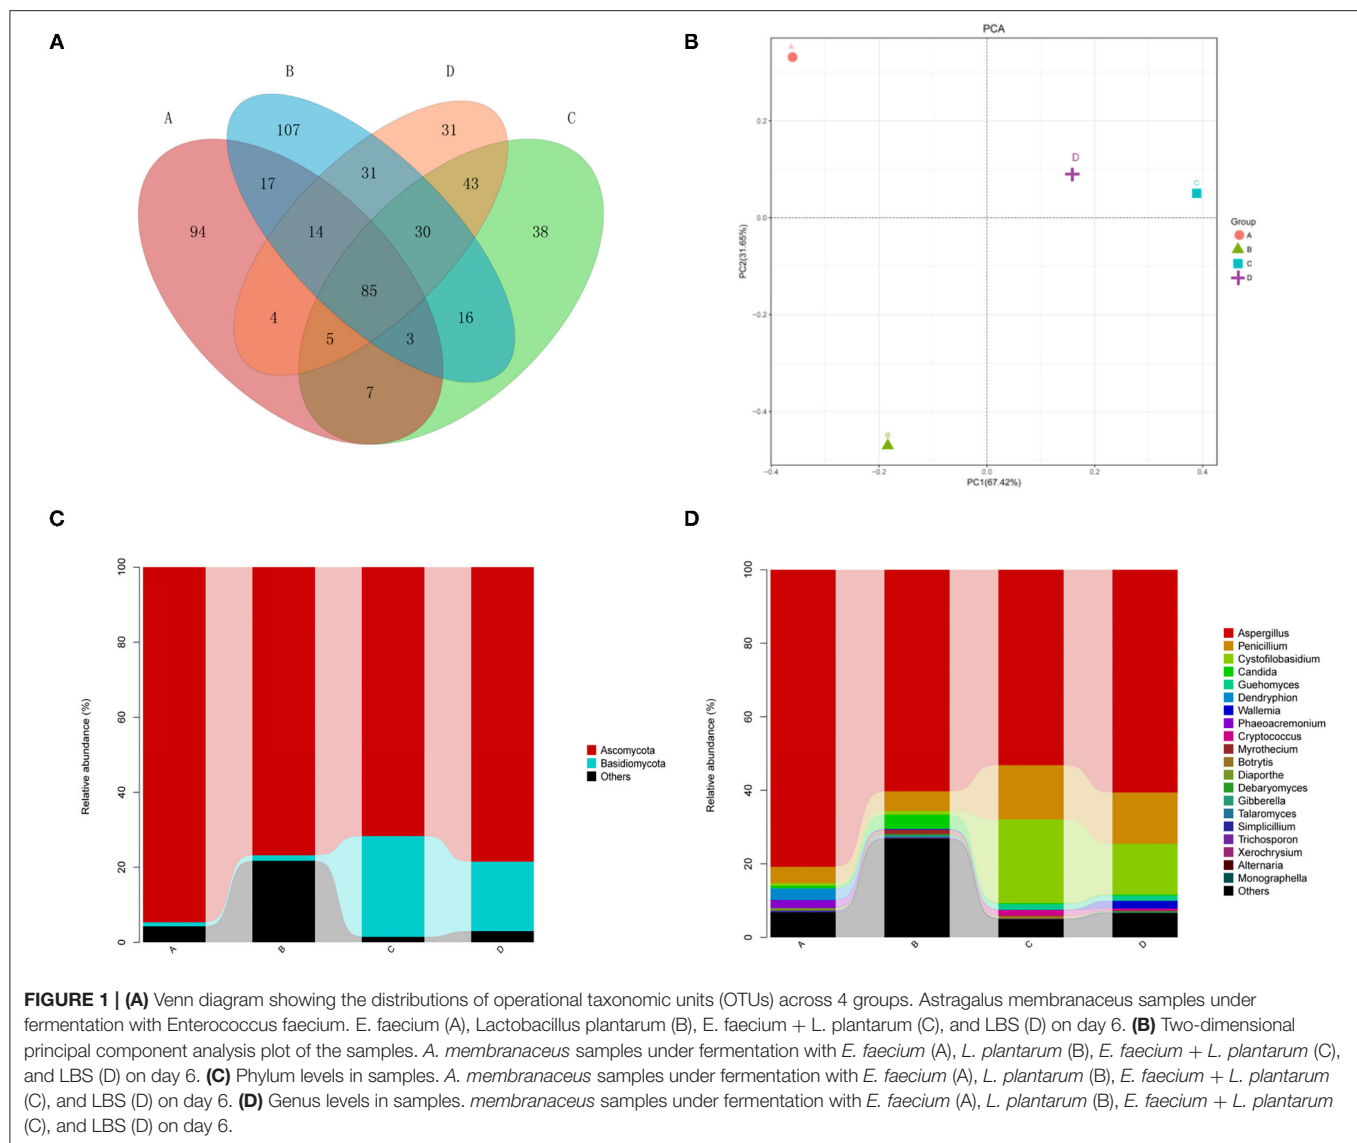 A
B
D
A
C
107
31
31
17
43
94
14
30
38
85
4
16
5
3
7
B
PCA
A
D
C
B
0.2
0.0
−0.2
−0.4
PC2(31.65%)
−0.4
−0.2
0.0
0.2
0.4
PC1(67.42%)
Group
A
B
C
D
C
Relative abundance (%)
100
80
60
40
20
0
A
B
C
D
Ascomycota
Basidiomycota
Others
D
Relative abundance (%)
100
80
60
40
20
0
A
B
C
D
Aspergillus
Penicillium
Cystofilobasidium
Candida
Guehomyces
Dendryphion
Wallemia
Phaeoacremonium
Cryptococcus
Myrothecium
Botrytis
Diaporthe
Debaryomyces
Gibberella
Talaromyces
Simplicillium
Trichosporon
Xerochrysium
Alternaria
Monographella
Others
FIGURE 1 | (A) Venn diagram showing the distributions of operational taxonomic units (OTUs) across 4 groups. Astragalus membranaceus samples under
fermentation with Enterococcus faecium. E. faecium (A), Lactobacillus plantarum (B), E. faecium + L. plantarum (C), and LBS (D) on day 6. (B) Two-dimensional
principal component analysis plot of the samples. A. membranaceus samples under fermentation with E. faecium (A), L. plantarum (B), E. faecium + L. plantarum (C),
and LBS (D) on day 6. (C) Phylum levels in samples. A. membranaceus samples under fermentation with E. faecium (A), L. plantarum (B), E. faecium + L. plantarum
(C), and LBS (D) on day 6. (D) Genus levels in samples. membranaceus samples under fermentation with E. faecium (A), L. plantarum (B), E. faecium + L. plantarum
(C), and LBS (D) on day 6.